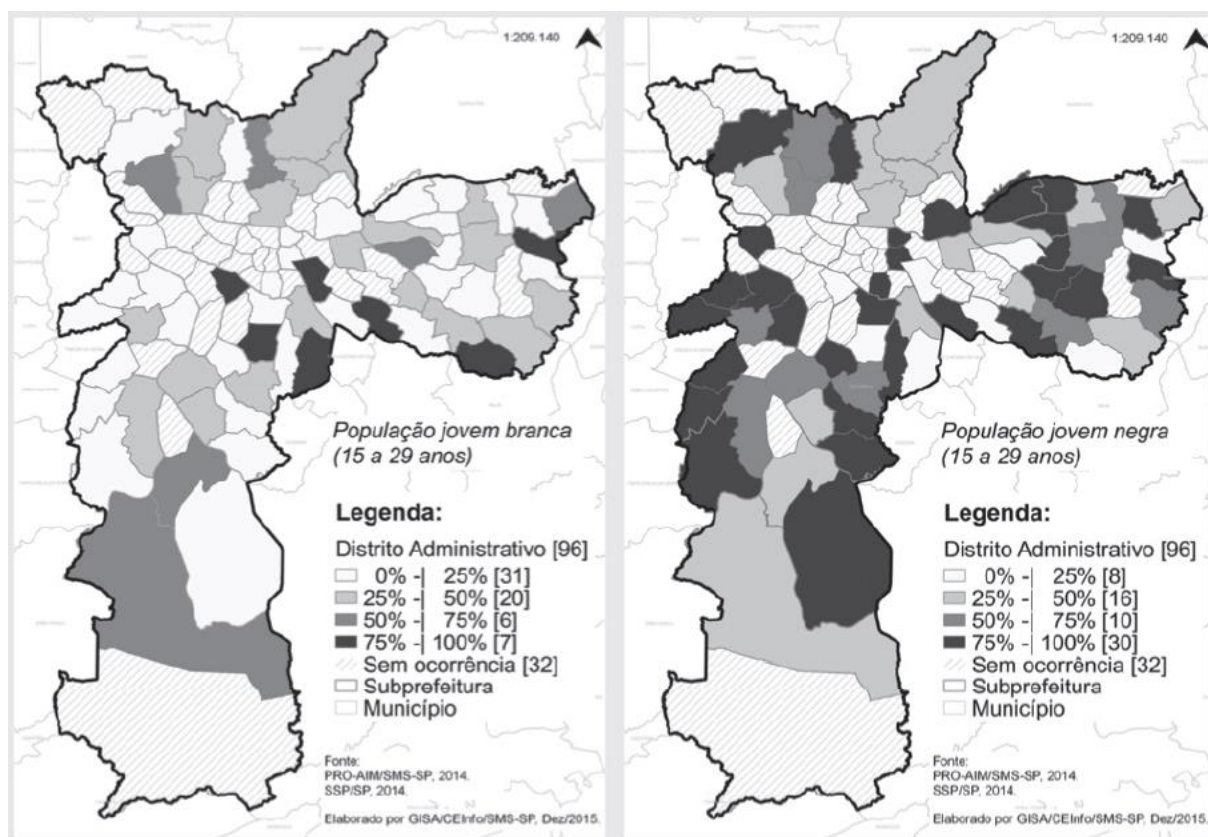 1:209.140
População jovem branca
(15 a 29 anos)
Legenda:
Distrito Administrativo [96]
0% -| 25% [31]
25% -| 50% [20]
50% -| 75% [6]
75% -| 100% [7]
Sem ocorrência [32]
Subprefeitura
Município
Fonte:
PRO-AIM/SMS-SP, 2014.
SSP/SP, 2014.
Elaborado por GISA/CEInfo/SMS-SP, Dez/2015.
1:209.140
População jovem negra
(15 a 29 anos)
Legenda:
Distrito Administrativo [96]
0% -| 25% [8]
25% -| 50% [16]
50% -| 75% [10]
75% -| 100% [30]
Sem ocorrência [32]
Subprefeitura
Município
Fonte:
PRO-AIM/SMS-SP, 2014.
SSP/SP, 2014.
Elaborado por GISA/CEInfo/SMS-SP, Dez/2015.